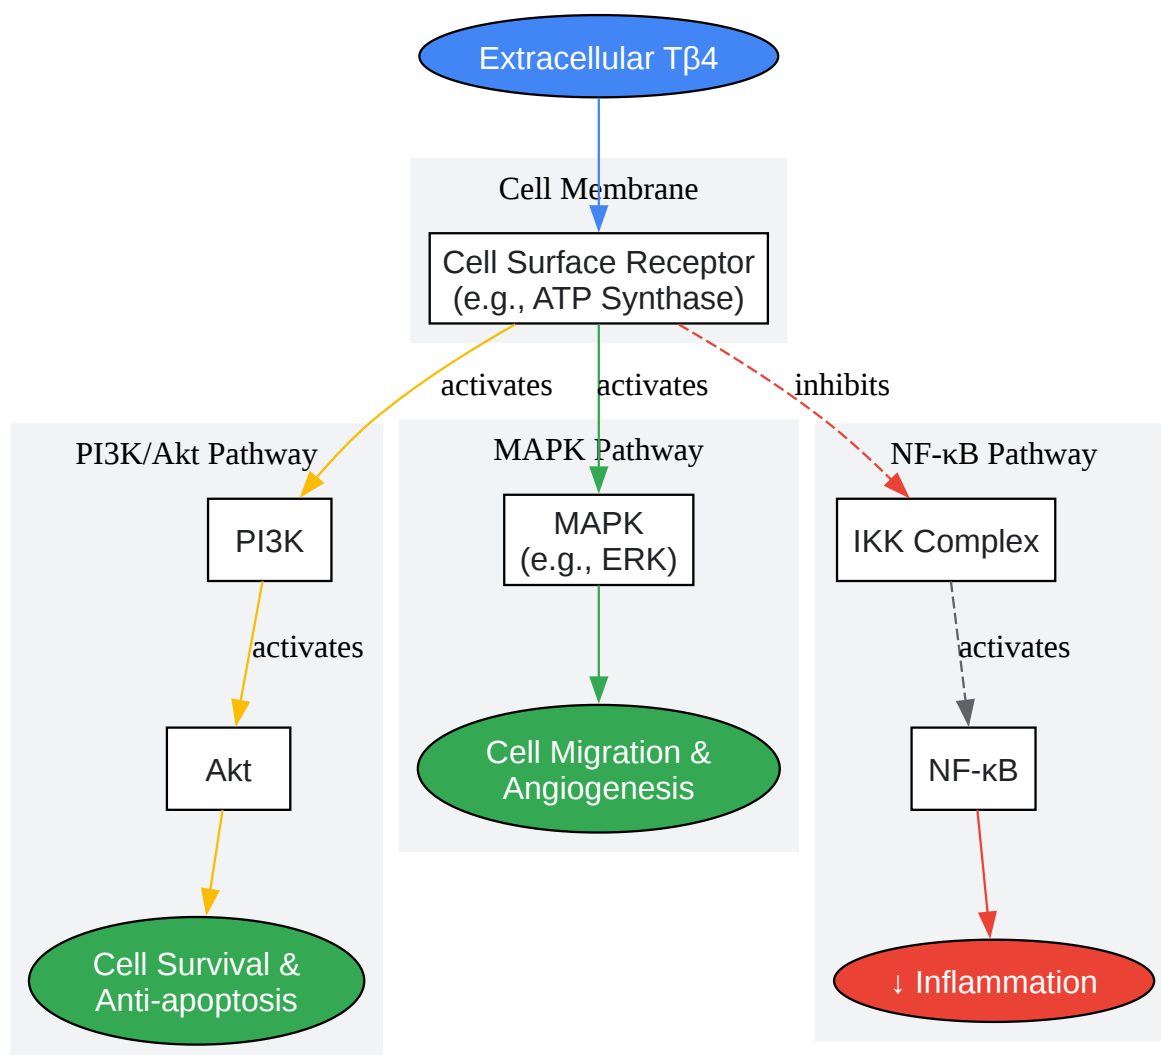 Extracellular Tβ4
Cell Membrane
Cell Surface Receptor
(e.g., ATP Synthase)
activates
activates
inhibits
PI3K/Akt Pathway
MAPK Pathway
NF-κB Pathway
PI3K
MAPK
(e.g., ERK)
IKK Complex
activates
activates
Akt
Cell Migration &
Angiogenesis
NF-κB
Cell Survival &
Anti-apoptosis
↓ Inflammation